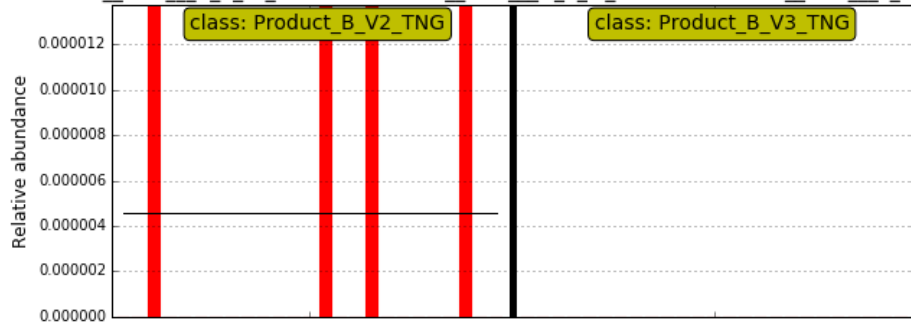 class: Product_B_V2_TNG
class: Product_B_V3_TNG
0.000012
0.000010
0.000008
0.000006
0.000004
0.000002
0.000000
Relative abundance